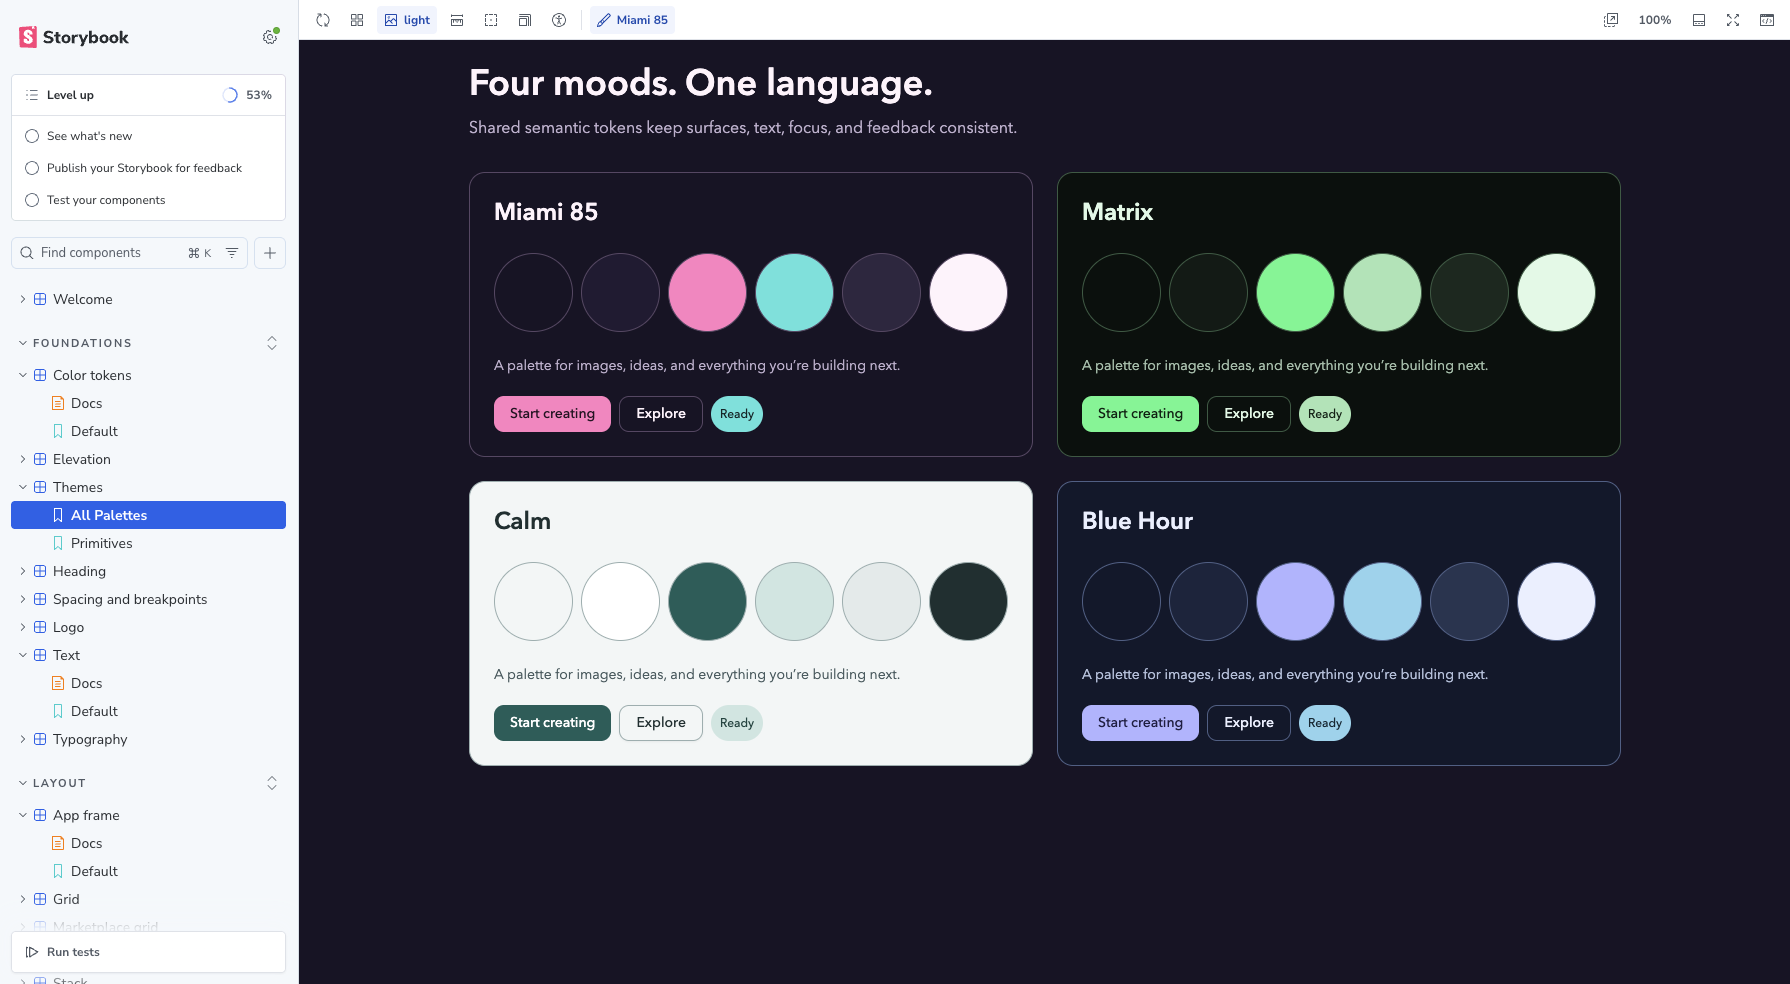 Storybook
Level up
53%
See what's new
Publish your Storybook for feedback
Test your components
Find components
⌘ K
Welcome
FOUNDATIONS
Color tokens
Docs
Default
Elevation
Themes
All Palettes
Primitives
Heading
Spacing and breakpoints
Logo
Text
Docs
Default
Typography
LAYOUT
App frame
Docs
Default
Grid
Marketplace grid
Run tests
Stack
light
Miami 85
100%
Four moods. One language.
Shared semantic tokens keep surfaces, text, focus, and feedback consistent.
Miami 85
A palette for images, ideas, and everything you’re building next.
Start creating
Explore
Ready
Matrix
A palette for images, ideas, and everything you’re building next.
Start creating
Explore
Ready
Calm
A palette for images, ideas, and everything you’re building next.
Start creating
Explore
Ready
Blue Hour
A palette for images, ideas, and everything you’re building next.
Start creating
Explore
Ready